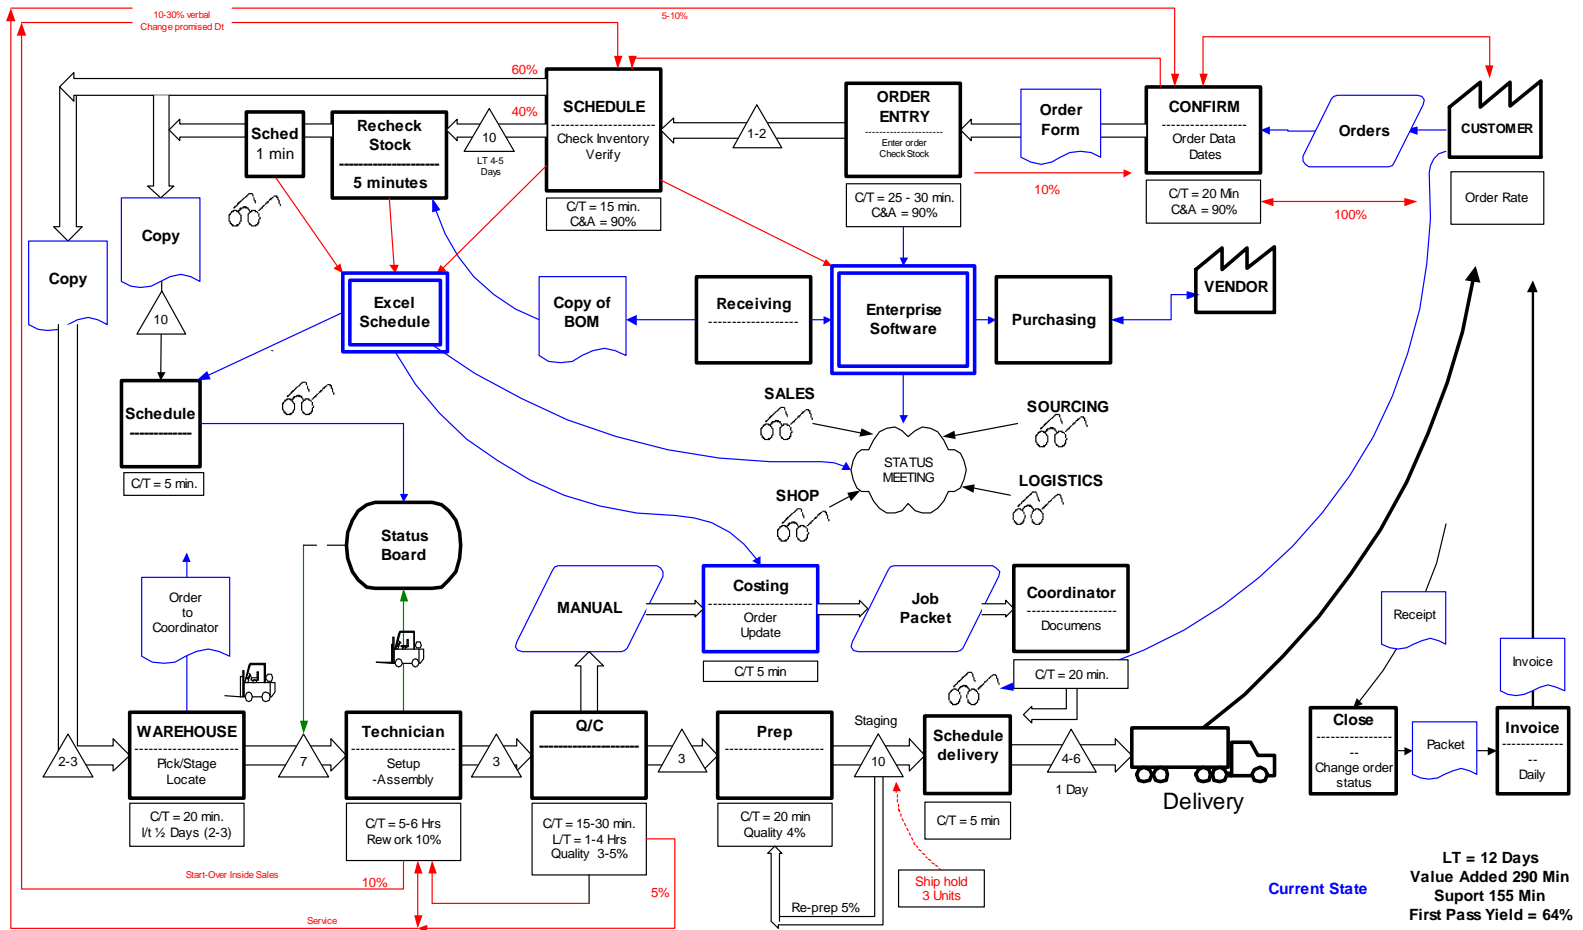 10-30% verbal
Change promised Dt
5-10%
60%
40%
SCHEDULE
Check Inventory
Verify
C/T = 15 min.
C&A = 90%
10
LT 4-5
Days
Recheck
Stock
5 minutes
Sched
1 min
1-2
ORDER
ENTRY
Enter order
Check Stock
C/T = 25 - 30 min.
C&A = 90%
Order
Form
10%
CONFIRM
Order Data
Dates
C/T = 20 Min
C&A = 90%
100%
Orders
CUSTOMER
Order Rate
Copy
Copy
10
Excel
Schedule
Copy of
BOM
Receiving
Enterprise
Software
Purchasing
VENDOR
Schedule
C/T = 5 min.
SALES
SOURCING
STATUS
MEETING
SHOP
LOGISTICS
Status
Board
Order
to
Coordinator
MANUAL
Costing
Order
Update
C/T 5 min
Job
Packet
Coordinator
Documens
C/T = 20 min.
Receipt
Invoice
2-3
WAREHOUSE
Pick/Stage
Locate
C/T = 20 min.
l/t ½ Days (2-3)
7
Technician
Setup
-Assembly
C/T = 5-6 Hrs
Rework 10%
3
Q/C
C/T = 15-30 min.
L/T = 1-4 Hrs
Quality 3-5%
3
Prep
C/T = 20 min
Quality 4%
Staging
10
Schedule
delivery
C/T = 5 min
4-6
1 Day
Delivery
Close
--
Change order
status
Packet
Invoice
--
Daily
Start-Over Inside Sales
10%
5%
Re-prep 5%
Ship hold
3 Units
Service
Current State
LT = 12 Days
Value Added 290 Min
Suport 155 Min
First Pass Yield = 64%